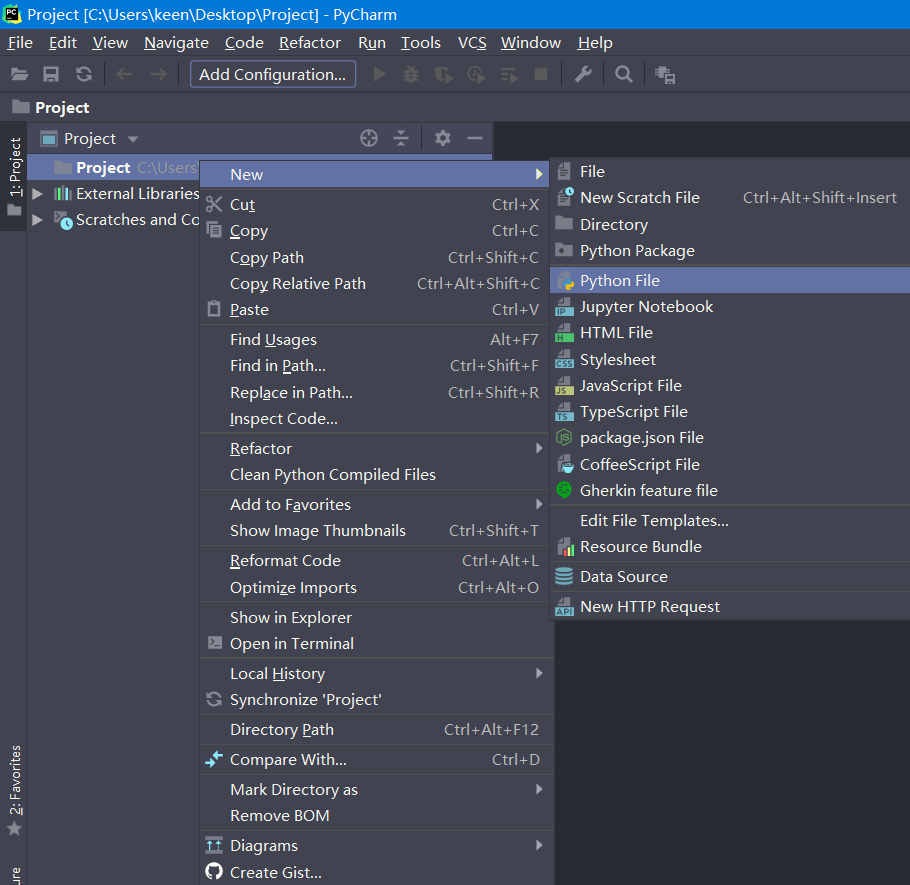 PC Project [C:\Users\keen\Desktop\Project] - PyCharm
File Edit View Navigate Code Refactor Run Tools VCS Window Help
Add Configuration...
Project
1: Project
Project
Project C:\Users
External Libraries
Scratches and Co
2: Favorites
ure
New
Cut Ctrl+X
Copy Ctrl+C
Copy Path Ctrl+Shift+C
Copy Relative Path Ctrl+Alt+Shift+C
Paste Ctrl+V
Find Usages Alt+F7
Find in Path... Ctrl+Shift+F
Replace in Path... Ctrl+Shift+R
Inspect Code...
Refactor
Clean Python Compiled Files
Add to Favorites
Show Image Thumbnails Ctrl+Shift+T
Reformat Code Ctrl+Alt+L
Optimize Imports Ctrl+Alt+O
Show in Explorer
Open in Terminal
Local History
Synchronize 'Project'
Directory Path Ctrl+Alt+F12
Compare With... Ctrl+D
Mark Directory as
Remove BOM
Diagrams
Create Gist...
File
New Scratch File Ctrl+Alt+Shift+Insert
Directory
Python Package
Python File
IP Jupyter Notebook
H HTML File
CSS Stylesheet
JS JavaScript File
TS TypeScript File
JS package.json File
CoffeeScript File
Gherkin feature file
Edit File Templates...
Resource Bundle
Data Source
API New HTTP Request